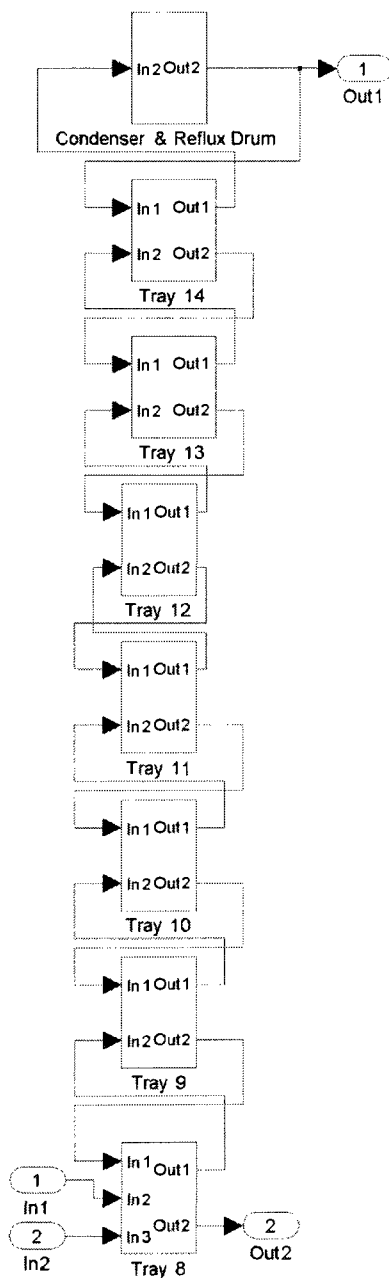 In2 Out2
1
Out1
Condenser & Reflux Drum
In1 Out1
In2 Out2
Tray 14
In1 Out1
In2 Out2
Tray 13
In1 Out1
In2 Out2
Tray 12
In1 Out1
In2 Out2
Tray 11
In1 Out1
In2 Out2
Tray 10
In1 Out1
In2 Out2
Tray 9
In1 Out1
1
In2
In1
2
In3 Out2
2
In2
Tray 8
Out2